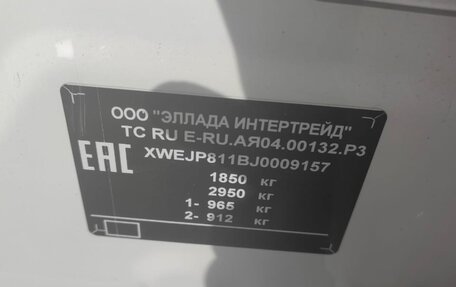 ООО "ЭЛЛАДА ИНТЕРТРЕЙД"
ТС RU E-RU.АЯ04.00132.Р3
EAC
XWEJP811BJ0009157
1850 кг
2950 кг
1- 965 кг
2- 912 кг